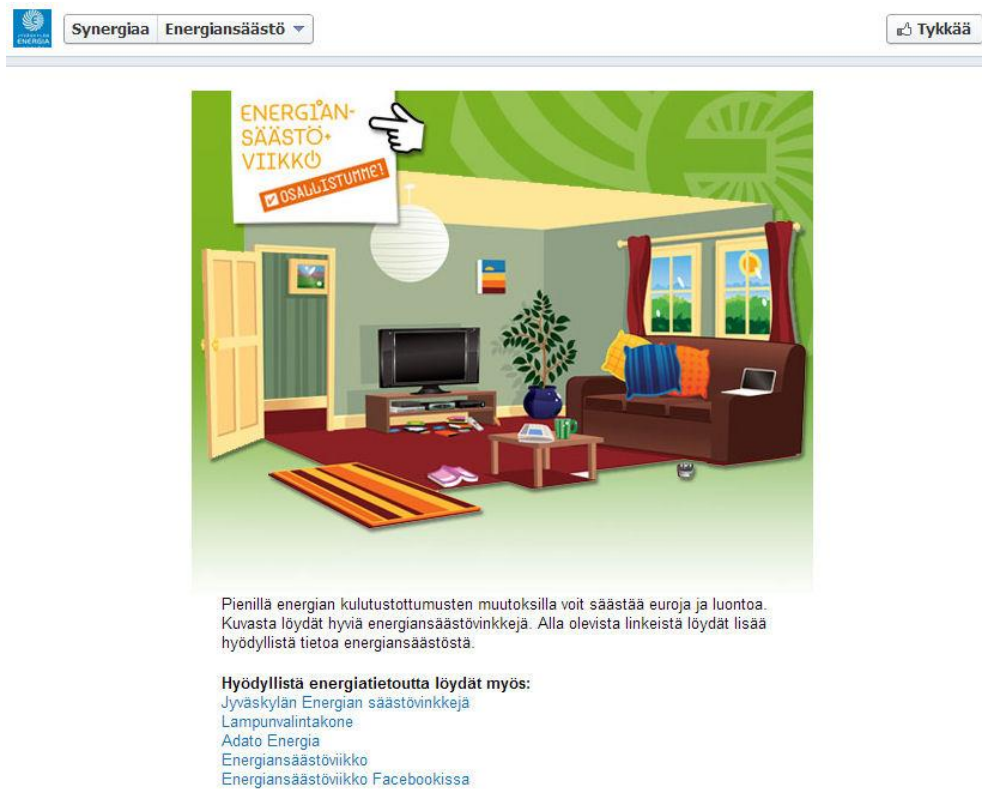 JYVÄSKYLÄN
ENERGIA
Synergiaa Energiansäästö
Tykkää
ENERGIAN-
SÄÄSTÖ-
VIIKKO
OSALLISTUMME!
Pienillä energian kulutustottumusten muutoksilla voit säästää euroja ja luontoa.
Kuvasta löydät hyviä energiansäästövinkkejä. Alla olevista linkeistä löydät lisää
hyödyllistä tietoa energiansäästöstä.
Hyödyllistä energiatietoutta löydät myös:
Jyväskylän Energian säästövinkkejä
Lampunvalintakone
Adato Energia
Energiansäästöviikko
Energiansäästöviikko Facebookissa